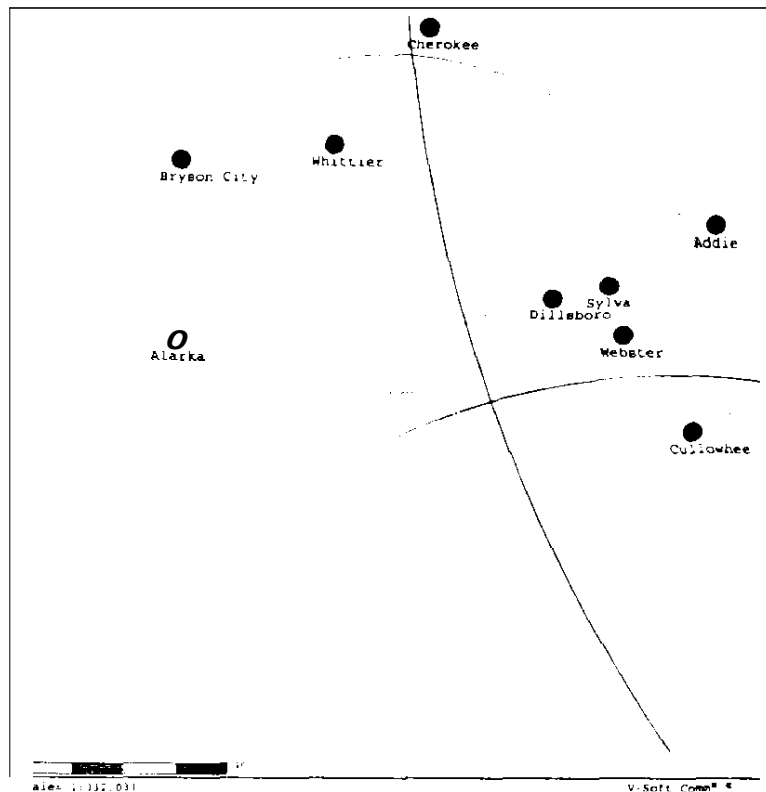 Cherokee
Whittier
Bryson City
Addie
Sylva
Dillsboro
Webster
Alarka
Cullowhee
V-Soft Comm